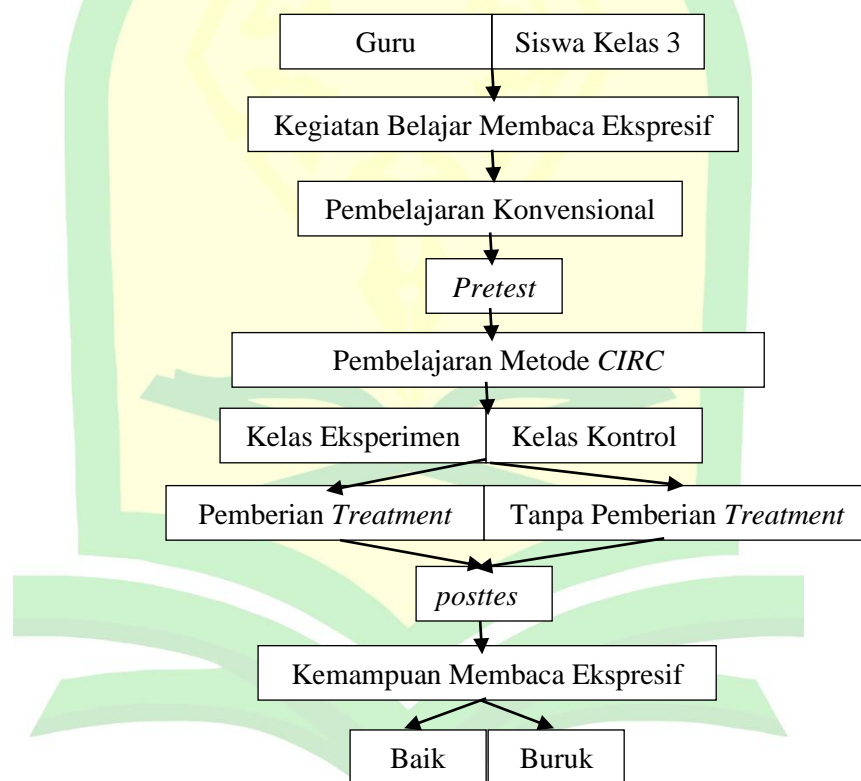 Guru Siswa Kelas 3
Kegiatan Belajar Membaca Ekspresif
Pembelajaran Konvensional
Pretest
Pembelajaran Metode CIRC
Kelas Eksperimen Kelas Kontrol
Pemberian Treatment Tanpa Pemberian Treatment
posttes
Kemampuan Membaca Ekspresif
Baik Buruk